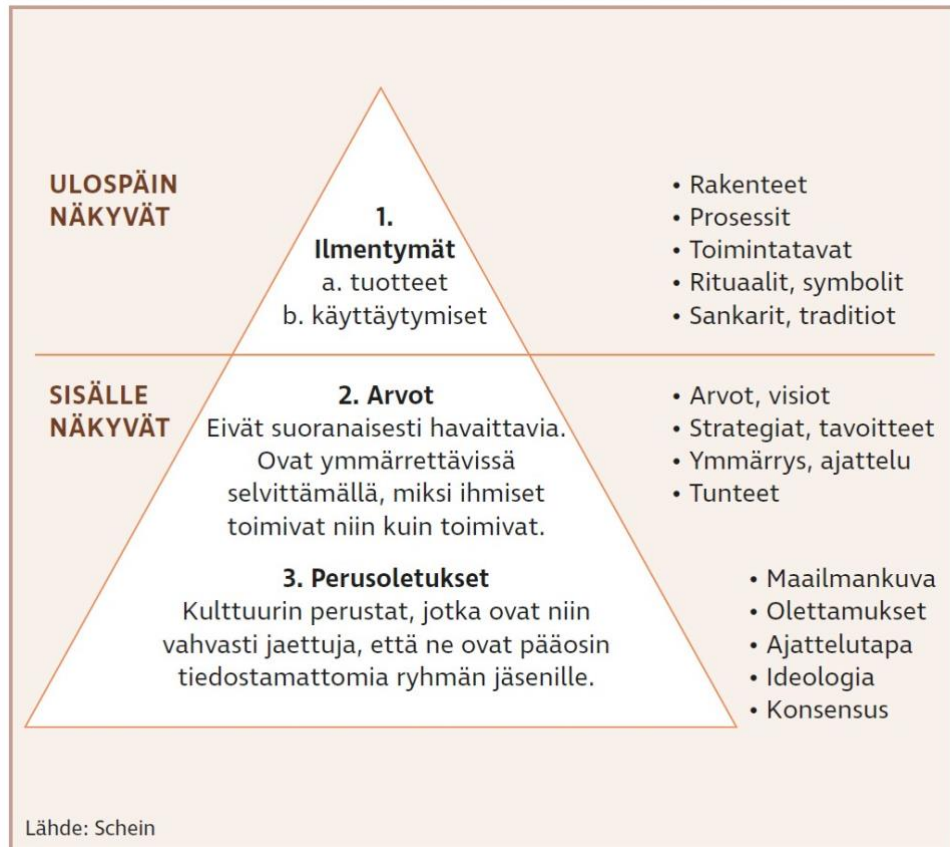 ULOSPÄIN
NÄKYVÄT
1.
Ilmentymät
a. tuotteet
b. käyttäytymiset
• Rakenteet
• Prosessit
• Toimintatavat
• Rituaalit, symbolit
• Sankarit, traditiot
SISÄLLE
NÄKYVÄT
2. Arvot
Eivät suoranaisesti havaittavia.
Ovat ymmärrettävissä
selvittämällä, miksi ihmiset
toimivat niin kuin toimivat.
• Arvot, visiot
• Strategiat, tavoitteet
• Ymmärrys, ajattelu
• Tunteet
3. Perusoletukset
Kulttuurin perustat, jotka ovat niin
vahvasti jaettuja, että ne ovat pääosin
tiedostamattomia ryhmän jäsenille.
• Maailmankuva
• Olettamukset
• Ajattelutapa
• Ideologia
• Konsensus
Lähde: Schein